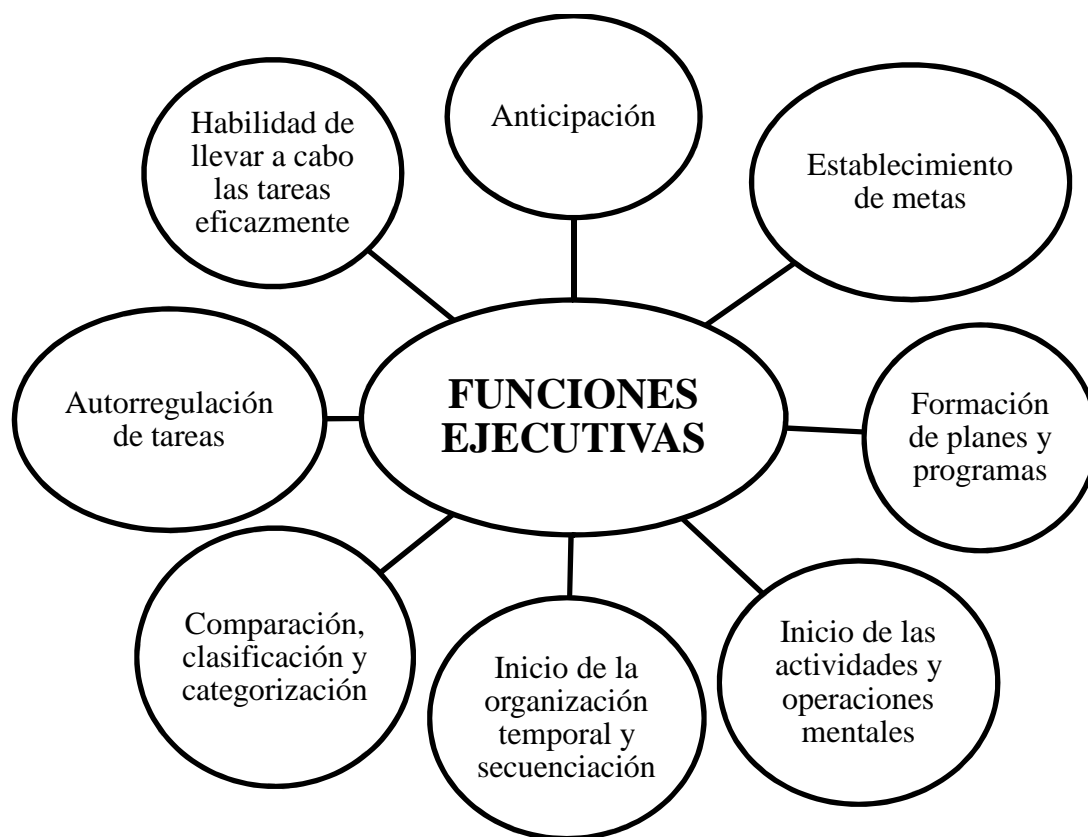 Anticipación
Habilidad de
llevar a cabo
las tareas
eficazmente
Establecimiento
de metas
FUNCIONES
EJECUTIVAS
Autorregulación
de tareas
Formación
de planes y
programas
Comparación,
clasificación y
categorización
Inicio de la
organización
temporal y
secuenciación
Inicio de las
actividades y
operaciones
mentales